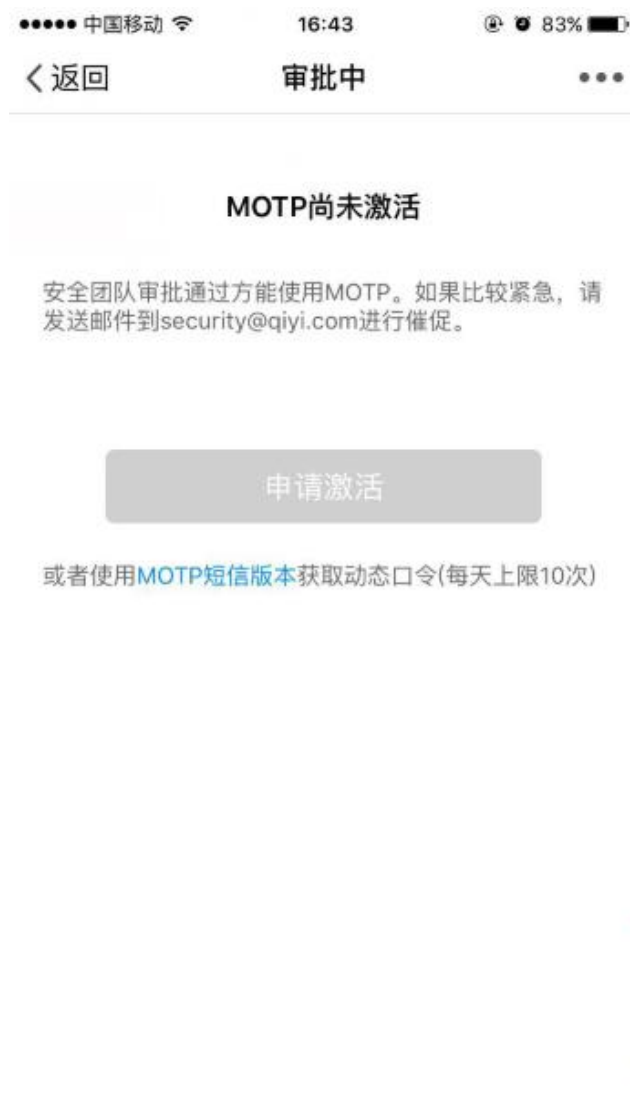 中国移动 16:43 83%
返回 审批中
MOTP尚未激活
安全团队审批通过方能使用MOTP。如果比较紧急，请
发送邮件到security@qiyi.com进行催促。
申请激活
或者使用MOTP短信版本获取动态口令(每天上限10次)